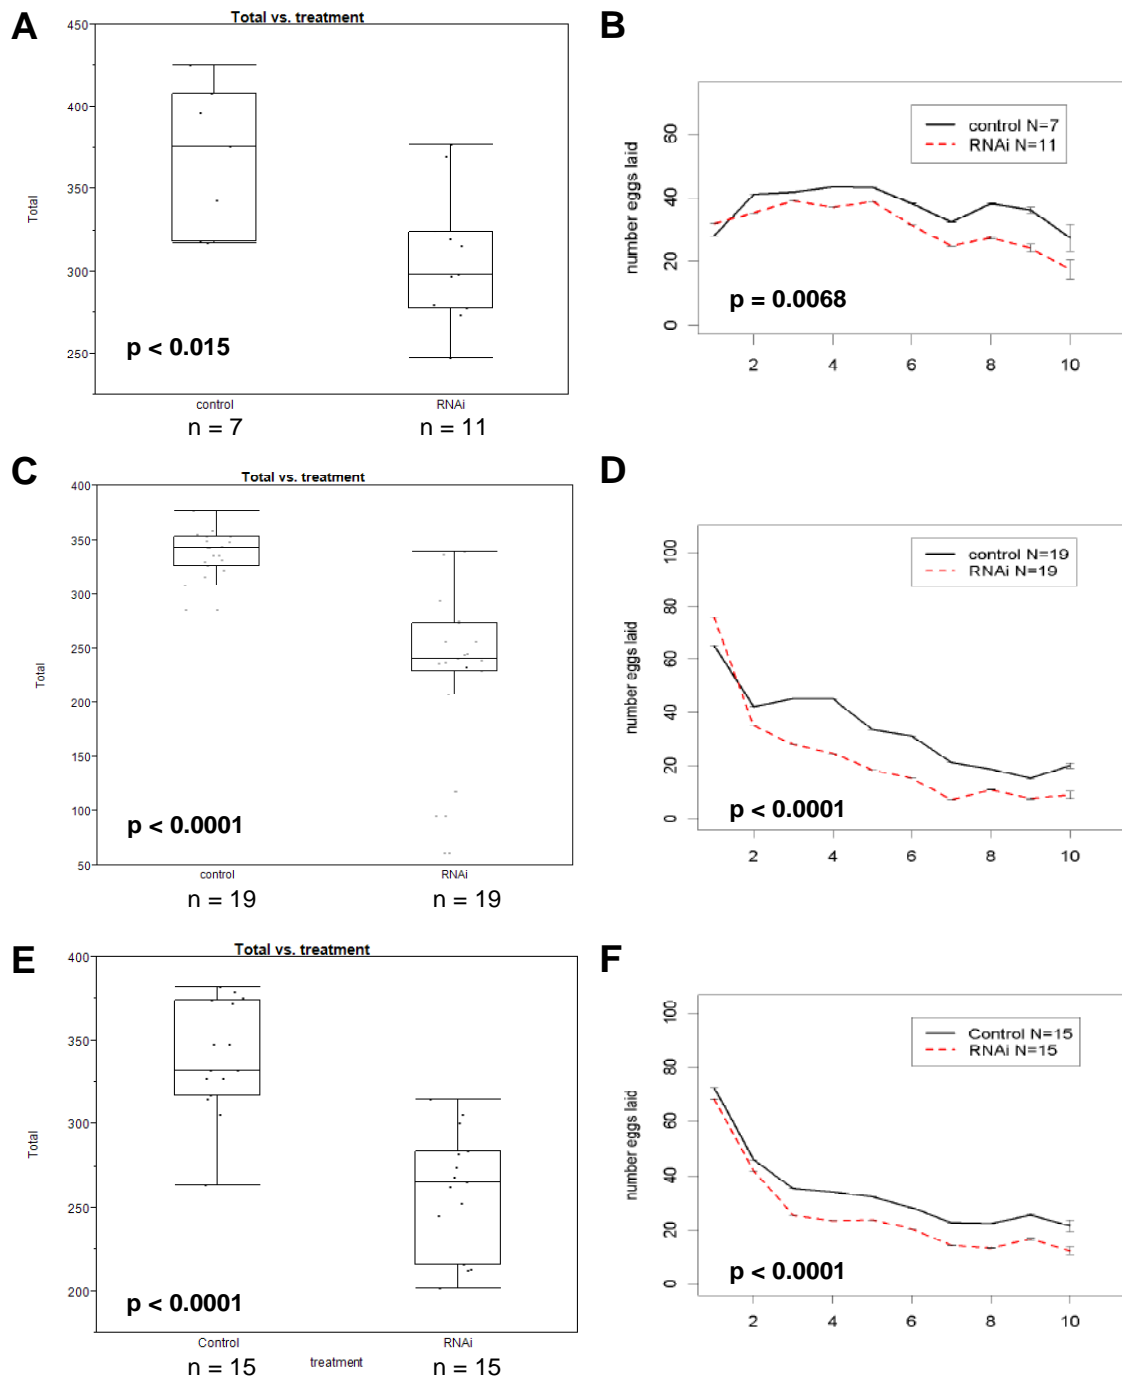 A
Total vs. treatment
450
400
350
300
250
Total
p < 0.015
control
RNAi
n = 7
n = 11
B
control N=7
RNAi N=11
60
40
20
0
number eggs laid
p = 0.0068
2
4
6
8
10
C
Total vs. treatment
400
350
300
250
200
150
100
50
Total
p < 0.0001
control
RNAi
n = 19
n = 19
D
control N=19
RNAi N=19
100
80
60
40
20
0
number eggs laid
p < 0.0001
2
4
6
8
10
E
Total vs. treatment
400
350
300
250
200
Total
p < 0.0001
Control
RNAi
n = 15
treatment
n = 15
F
Control N=15
RNAi N=15
100
80
60
40
20
0
number eggs laid
p < 0.0001
2
4
6
8
10